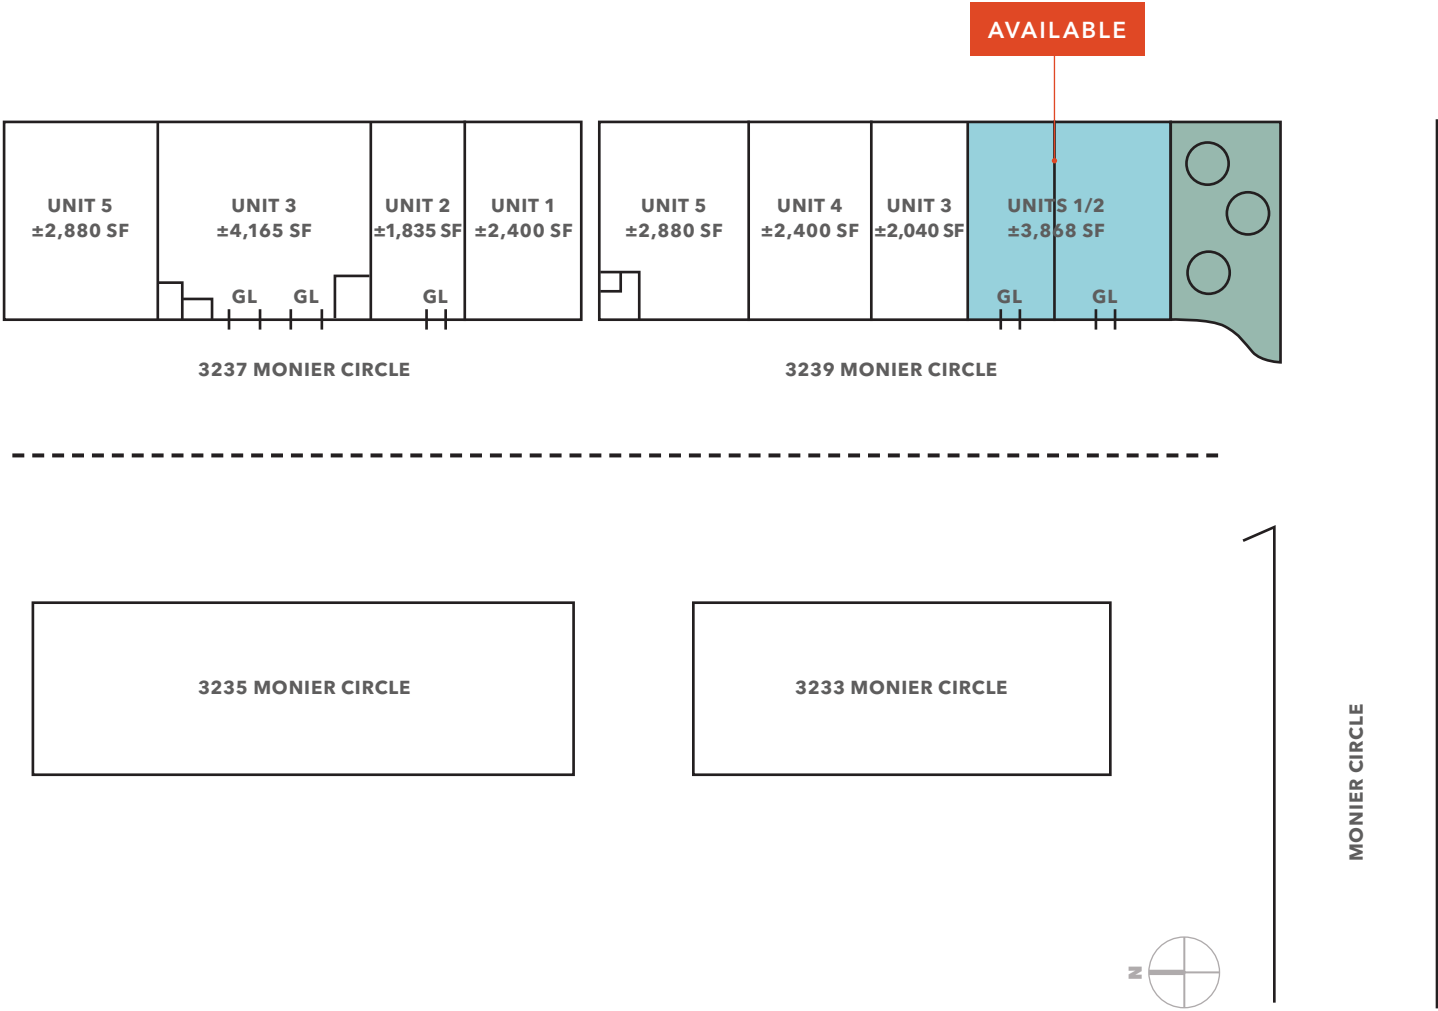 AVAILABLE
UNIT 5
±2,880 SF
UNIT 3
±4,165 SF
UNIT 2
±1,835 SF
UNIT 1
±2,400 SF
UNIT 5
±2,880 SF
UNIT 4
±2,400 SF
UNIT 3
±2,040 SF
UNITS 1/2
±3,868 SF
GL
GL
GL
GL
GL
3237 MONIER CIRCLE
3239 MONIER CIRCLE
3235 MONIER CIRCLE
3233 MONIER CIRCLE
MONIER CIRCLE
N